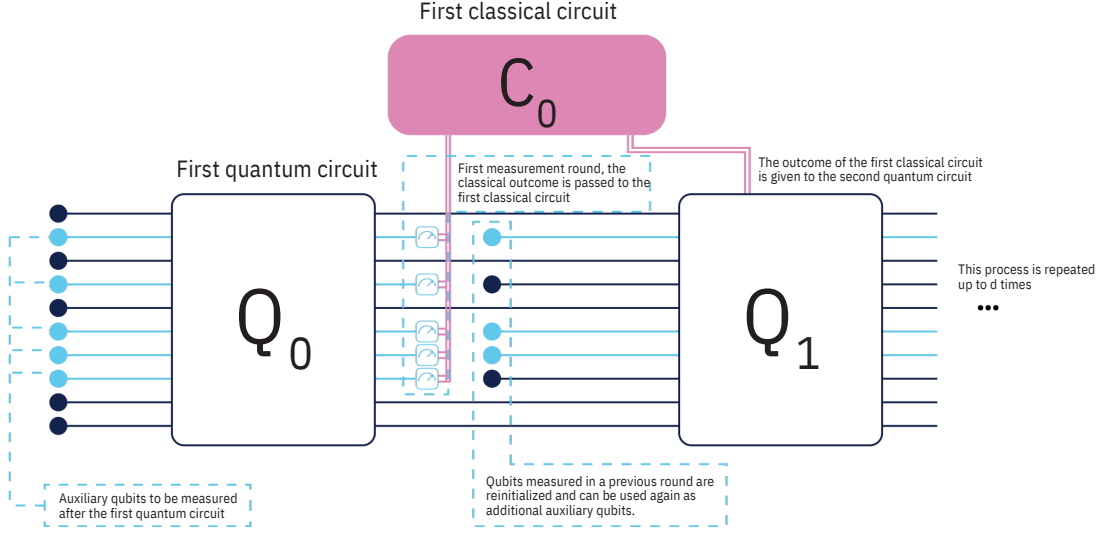 First classical circuit
C0
First quantum circuit
First measurement round, the
classical outcome is passed to the
first classical circuit
The outcome of the first classical circuit
is given to the second quantum circuit
Q0
Q1
This process is repeated
up to d times
•••
Auxiliary qubits to be measured
after the first quantum circuit
Qubits measured in a previous round are
reinitialized and can be used again as
additional auxiliary qubits.